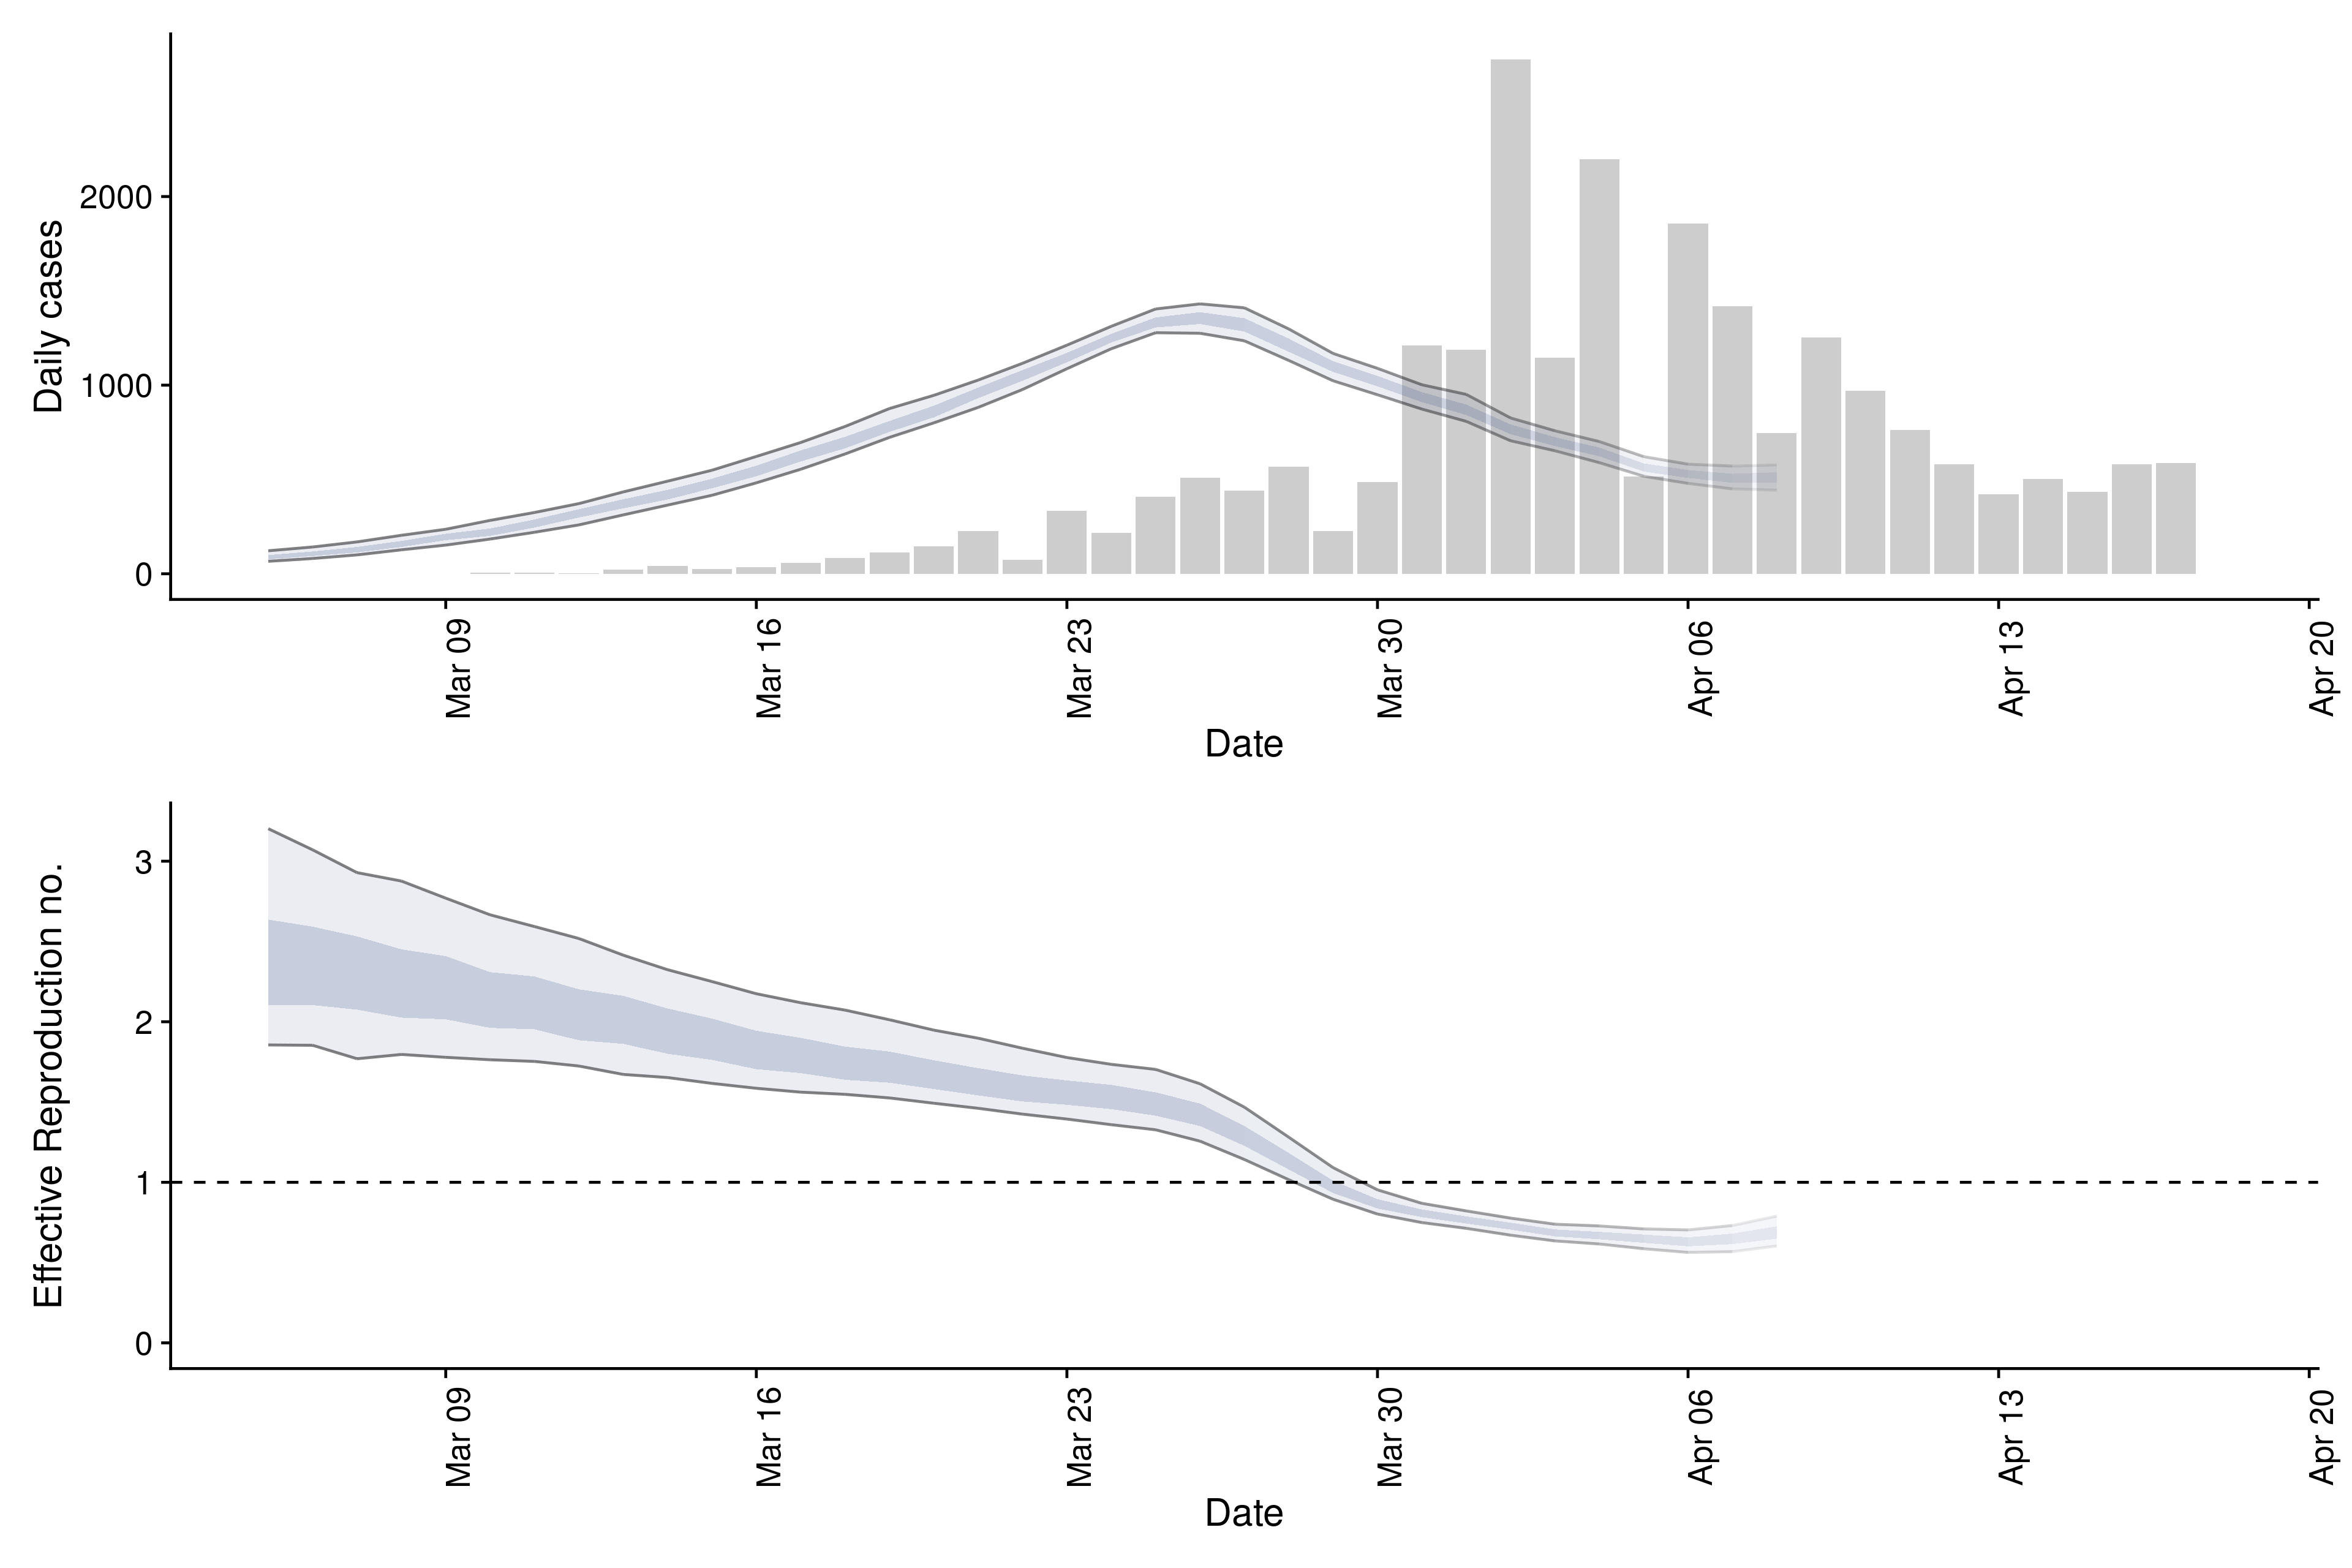 Daily cases
2000
1000
0
Mar 09
Mar 16
Mar 23
Mar 30
Apr 06
Apr 13
Apr 20
Date
Effective Reproduction no.
3
2
1
0
Mar 09
Mar 16
Mar 23
Mar 30
Apr 06
Apr 13
Apr 20
Date